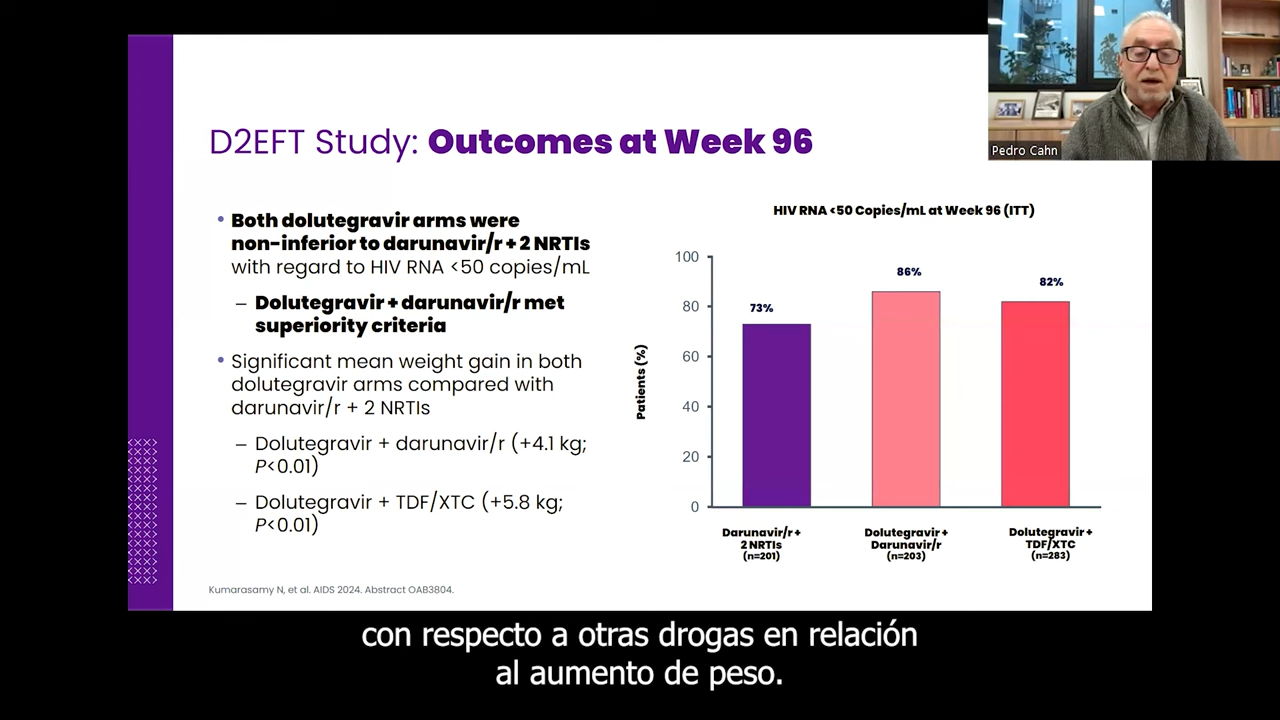 Pedro Cahn
D2EFT Study: Outcomes at Week 96
• Both dolutegravir arms were
non-inferior to darunavir/r + 2 NRTIs
with regard to HIV RNA <50 copies/mL
– Dolutegravir + darunavir/r met
superiority criteria
• Significant mean weight gain in both
dolutegravir arms compared with
darunavir/r + 2 NRTIs
– Dolutegravir + darunavir/r (+4.1 kg;
P<0.01)
– Dolutegravir + TDF/XTC (+5.8 kg;
P<0.01)
HIV RNA <50 Copies/mL at Week 96 (ITT)
Patients (%)
100
80
60
40
20
0
73%
86%
82%
Darunavir/r +
2 NRTIs
(n=201)
Dolutegravir +
Darunavir/r
(n=203)
Dolutegravir +
TDF/XTC
(n=283)
Kumarasamy N, et al. AIDS 2024. Abstract OAB3804.
con respecto a otras drogas en relación
al aumento de peso.